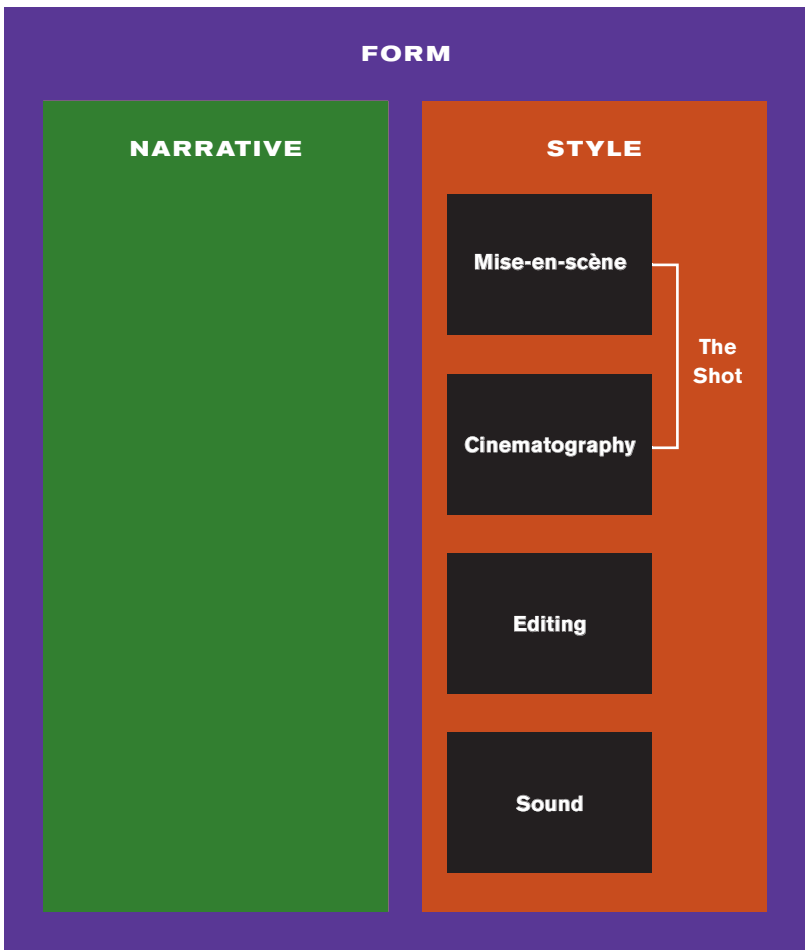 FORM
NARRATIVE
STYLE
Mise-en-scène
The
Shot
Cinematography
Editing
Sound